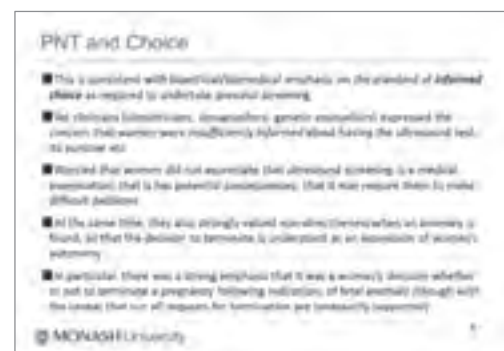 PNT and Choice
■ This is consistent with bioethical/biomedical emphasis on the standard of informed
choice as required to undertake prenatal screening
■ clinicians (obstetricians, sonographers, genetic counsellors) expressed the
concern that women were insufficiently informed about having the ultrasound test,
its purpose etc
■ Worried that women did not appreciate that ultrasound screening is a medical
examination, that is has potential consequences, that it may require them to make
difficult
■ At the same time, they also strongly valued non-directiveness when an anomaly is
found, so that the decision to terminate is understood as an expression of women's
autonomy
■ In particular, there was a strong emphasis that it was a woman's decision whether
or not to terminate a pregnancy following indications of fetal anomaly (though with
the caveat that not all requests for termination are necessarily supported)
MONASH University